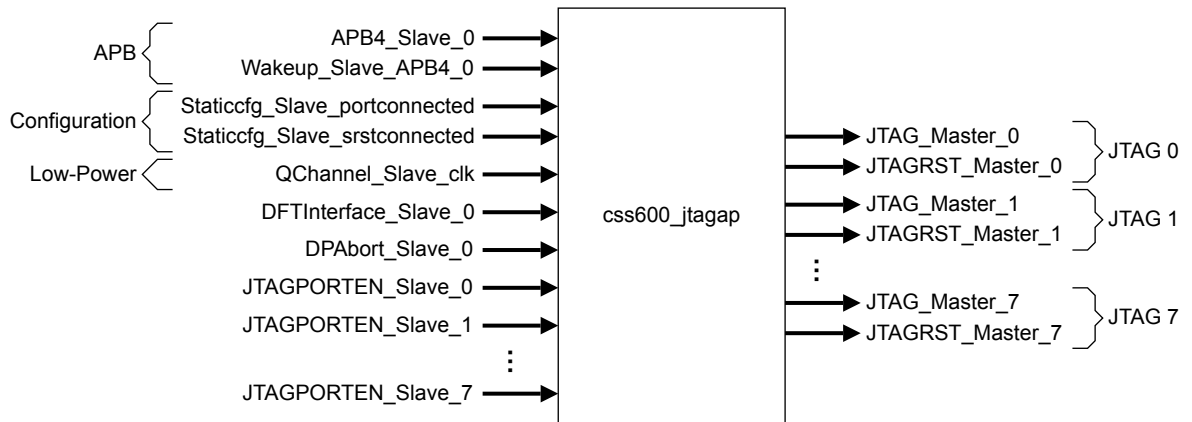 APB
APB4_Slave_0
Wakeup_Slave_APB4_0
Configuration
Staticcfg_Slave_portconnected
Staticcfg_Slave_srstconnected
Low-Power
QChannel_Slave_clk
DFTInterface_Slave_0
DPAbort_Slave_0
JTAGPORTEN_Slave_0
JTAGPORTEN_Slave_1
⋮
JTAGPORTEN_Slave_7
css600_jtagap
JTAG_Master_0
JTAGRST_Master_0
JTAG 0
JTAG_Master_1
JTAGRST_Master_1
JTAG 1
⋮
JTAG_Master_7
JTAGRST_Master_7
JTAG 7